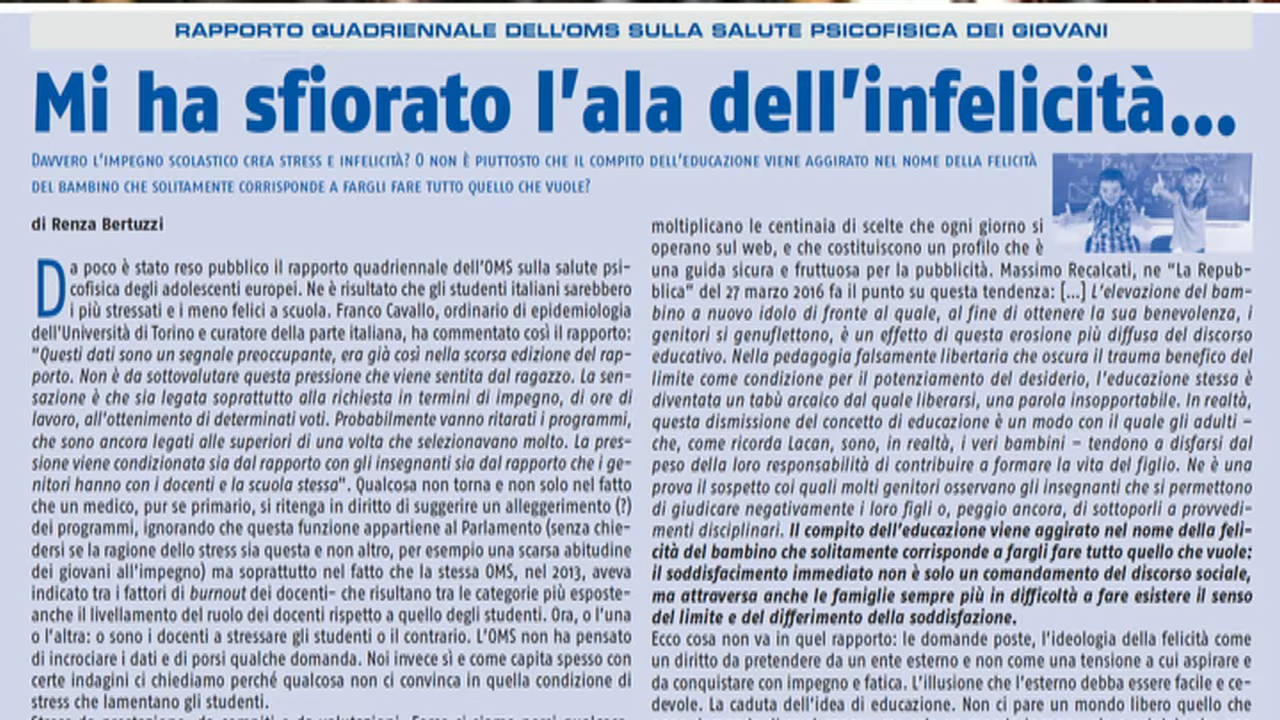 RAPPORTO QUADRIENNALE DELL'OMS SULLA SALUTE PSICOFISICA DEI GIOVANI
Mi ha sfiorato l'ala dell'infelicità...
DAVVERO L'IMPEGNO SCOLASTICO CREA STRESS E INFELICITÀ? O NON È PIUTTOSTO CHE IL COMPITO DELL'EDUCAZIONE VIENE AGGIRATO NEL NOME DELLA FELICITÀ
DEL BAMBINO CHE SOLITAMENTE CORRISPONDE A FARGLI FARE TUTTO QUELLO CHE VUOLE?
di Renza Bertuzzi
Da poco è stato reso pubblico il rapporto quadriennale dell'OMS sulla salute psi-
cofisica degli adolescenti europei. Ne è risultato che gli studenti italiani sarebbero
i più stressati e i meno felici a scuola. Franco Cavallo, ordinario di epidemiologia
dell'Università di Torino e curatore della parte italiana, ha commentato così il rapporto:
"Questi dati sono un segnale preoccupante, era già così nella scorsa edizione del rap-
porto. Non è da sottovalutare questa pressione che viene sentita dal ragazzo. La sen-
sazione è che sia legata soprattutto alla richiesta in termini di impegno, di ore di
lavoro, all'ottenimento di determinati voti. Probabilmente vanno ritarati i programmi,
che sono ancora legati alle superiori di una volta che selezionavano molto. La pres-
sione viene condizionata sia dal rapporto con gli insegnanti sia dal rapporto che i ge-
nitori hanno con i docenti e la scuola stessa". Qualcosa non torna e non solo nel fatto
che un medico, pur se primario, si ritenga in diritto di suggerire un alleggerimento (?)
dei programmi, ignorando che questa funzione appartiene al Parlamento (senza chie-
dersi se la ragione dello stress sia questa e non altro, per esempio una scarsa abitudine
dei giovani all'impegno) ma soprattutto nel fatto che la stessa OMS, nel 2013, aveva
indicato tra i fattori di burnout dei docenti– che risultano tre le categorie più esposte-
anche il livellamento del ruolo dei docenti rispetto a quello degli studenti. Ora, o l'una
o l'altra: o sono i docenti a stressare gli studenti o il contrario. L'OMS non ha pensato
di incrociare i dati e di porsi qualche domanda. Noi invece sì e come capita spesso con
certe indagini ci chiediamo perché qualcosa non ci convinca in quella condizione di
stress che lamentano gli studenti.
moltiplicano le centinaia di scelte che ogni giorno si
operano sul web, e che costituiscono un profilo che è
una guida sicura e fruttuosa per la pubblicità. Massimo Recalcati, ne "La Repub-
blica" del 27 marzo 2016 fa il punto su questa tendenza: [...] L'elevazione del bam-
bino a nuovo idolo di fronte al quale, al fine di ottenere la sua benevolenza, i
genitori si genuflettono, è un effetto di questa erosione più diffusa del discorso
educativo. Nella pedagogia falsamente libertaria che oscura il trauma benefico del
limite come condizione per il potenziamento del desiderio, l'educazione stessa è
diventata un tabù arcaico dal quale liberarsi, una parola insopportabile. In realtà,
questa dismissione del concetto di educazione è un modo con il quale gli adulti –
che, come ricorda Lacan, sono, in realtà, i veri bambini – tendono a disfarsi dal
peso della loro responsabilità di contribuire a formare la vita del figlio. Ne è una
prova il sospetto coi quali molti genitori osservano gli insegnanti che si permettono
di giudicare negativamente i loro figli o, peggio ancora, di sottoporli a provvedi-
menti disciplinari. Il compito dell'educazione viene aggirato nel nome della feli-
cità del bambino che solitamente corrisponde a fargli fare tutto quello che vuole:
il soddisfacimento immediato non è solo un comandamento del discorso sociale,
ma attraversa anche le famiglie sempre più in difficoltà a fare esistere il senso
del limite e del differimento della soddisfazione.
Ecco cosa non va in quel rapporto: le domande poste, l'ideologia della felicità come
un diritto da pretendere da un ente esterno e non come una tensione a cui aspirare e
da conquistare con impegno e fatica. L'illusione che l'esterno debba essere facile e ce-
devole. La caduta dell'idea di educazione. Non ci pare un mondo libero quello che